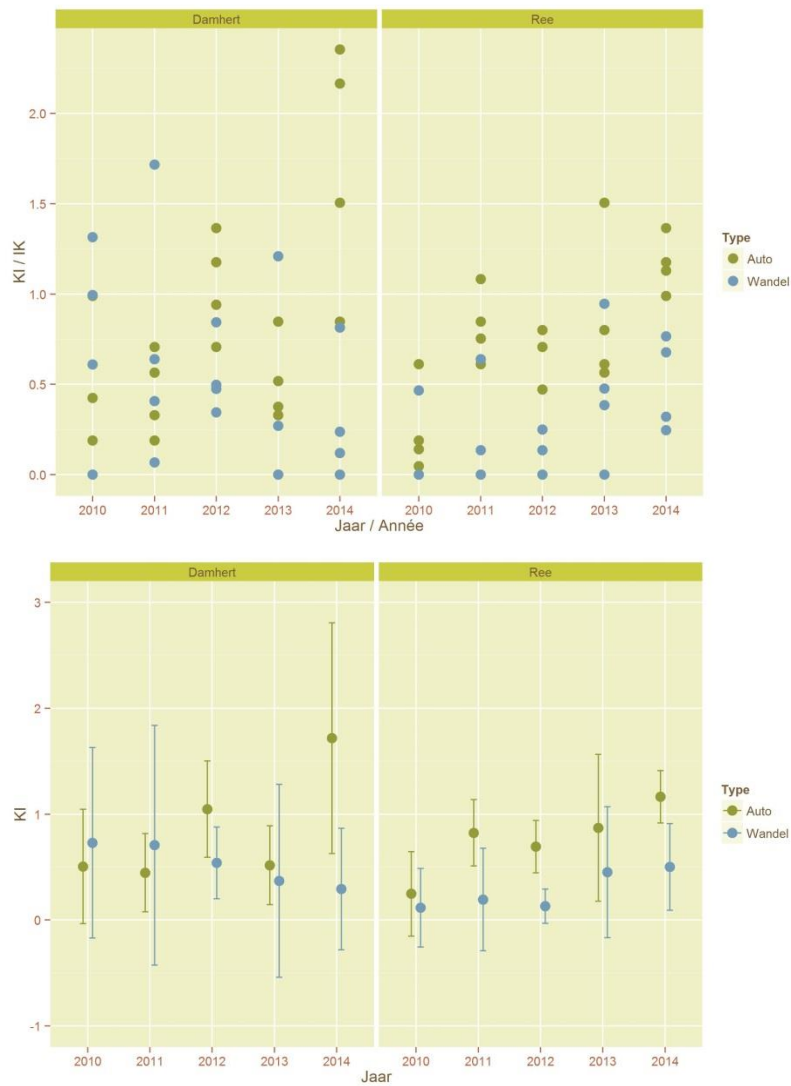 Damhert Ree
2.0
1.5
1.0
0.5
0.0
KI / IK
2010 2011 2012 2013 2014 2010 2011 2012 2013 2014
Jaar / Année
Type
Auto
Wandel
Damhert Ree
3
2
1
0
-1
KI
2010 2011 2012 2013 2014 2010 2011 2012 2013 2014
Jaar
Type
Auto
Wandel